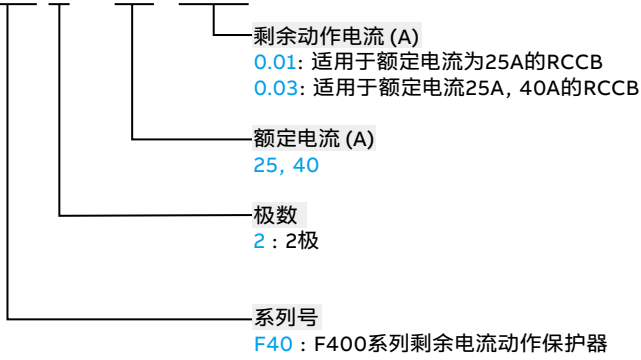 剩余动作电流 (A)
0.01: 适用于额定电流为25A的RCCB
0.03: 适用于额定电流25A, 40A的RCCB
额定电流 (A)
25, 40
极数
2 : 2极
系列号
F40 : F400系列剩余电流动作保护器